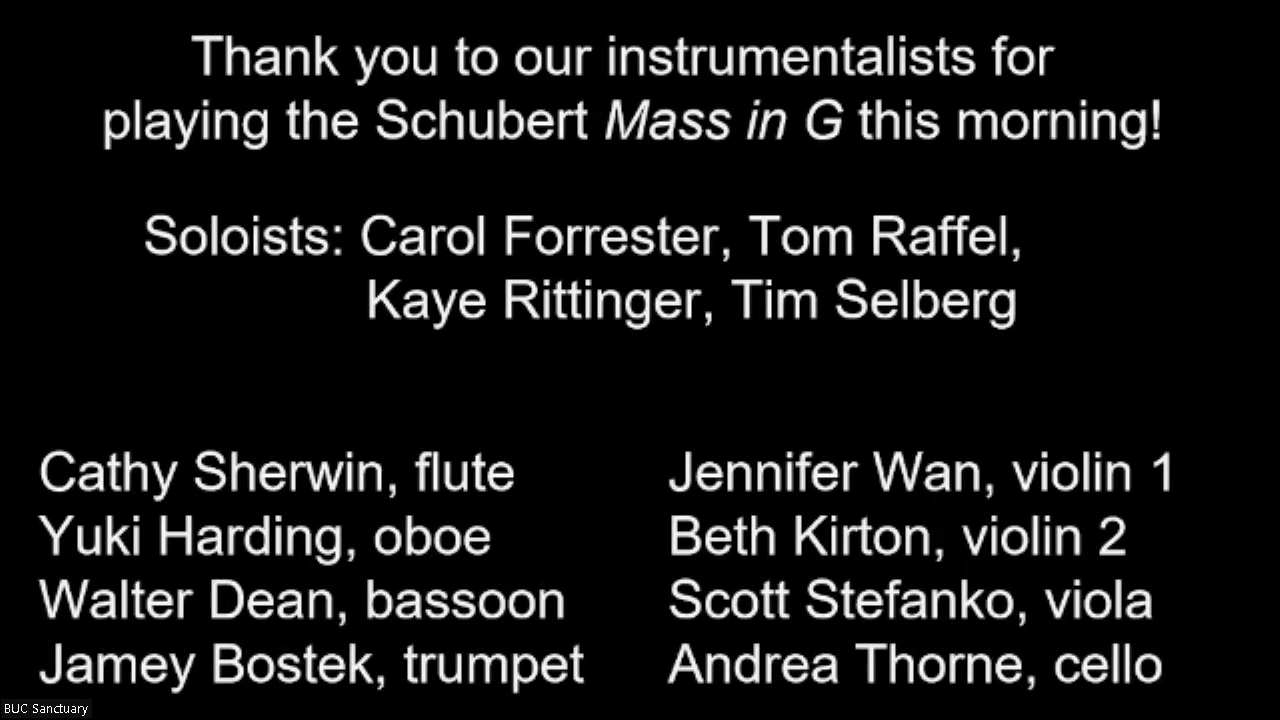 Thank you to our instrumentalists for
playing the Schubert Mass in G this morning!
Soloists: Carol Forrester, Tom Raffel,
Kaye Rittinger, Tim Selberg
Cathy Sherwin, flute
Yuki Harding, oboe
Walter Dean, bassoon
Jamey Bostek, trumpet
Jennifer Wan, violin 1
Beth Kirton, violin 2
Scott Stefanko, viola
Andrea Thorne, cello
BUC Sanctuary